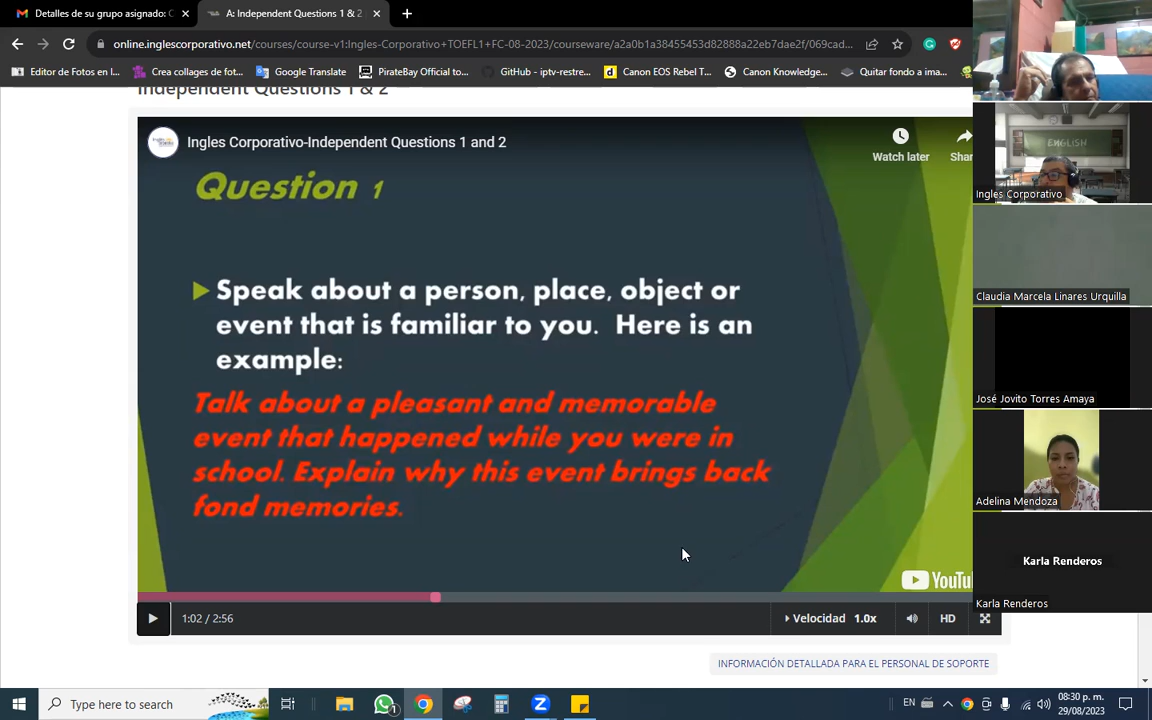 Detalles de su grupo asignado: C
A: Independent Questions 1 & 2
online.inglescorporativo.net/courses/course-v1:Ingles-Corporativo+TOEFL1+FC-08-2023/courseware/a2a0b1a38455453d82888a22eb7dae2f/069cad...
Editor de Fotos en l...
Crea collages de fot...
Google Translate
PirateBay Official to...
GitHub - iptv-restre...
Canon EOS Rebel T...
Canon Knowledge...
Quitar fondo a ima...
Independent Questions 1 & 2
Ingles Corporativo-Independent Questions 1 and 2
Watch later
Shar
Question 1
Speak about a person, place, object or
event that is familiar to you. Here is an
example:
Talk about a pleasant and memorable
event that happened while you were in
school. Explain why this event brings back
fond memories.
YouTu
1:02 / 2:56
Velocidad 1.0x
HD
INFORMACIÓN DETALLADA PARA EL PERSONAL DE SOPORTE
ENGLISH
Ingles Corporativo
Claudia Marcela Linares Urquilla
José Jovito Torres Amaya
Adelina Mendoza
Karla Renderos
Karla Renderos
Type here to search
1
EN
08:30 p. m.
29/08/2023